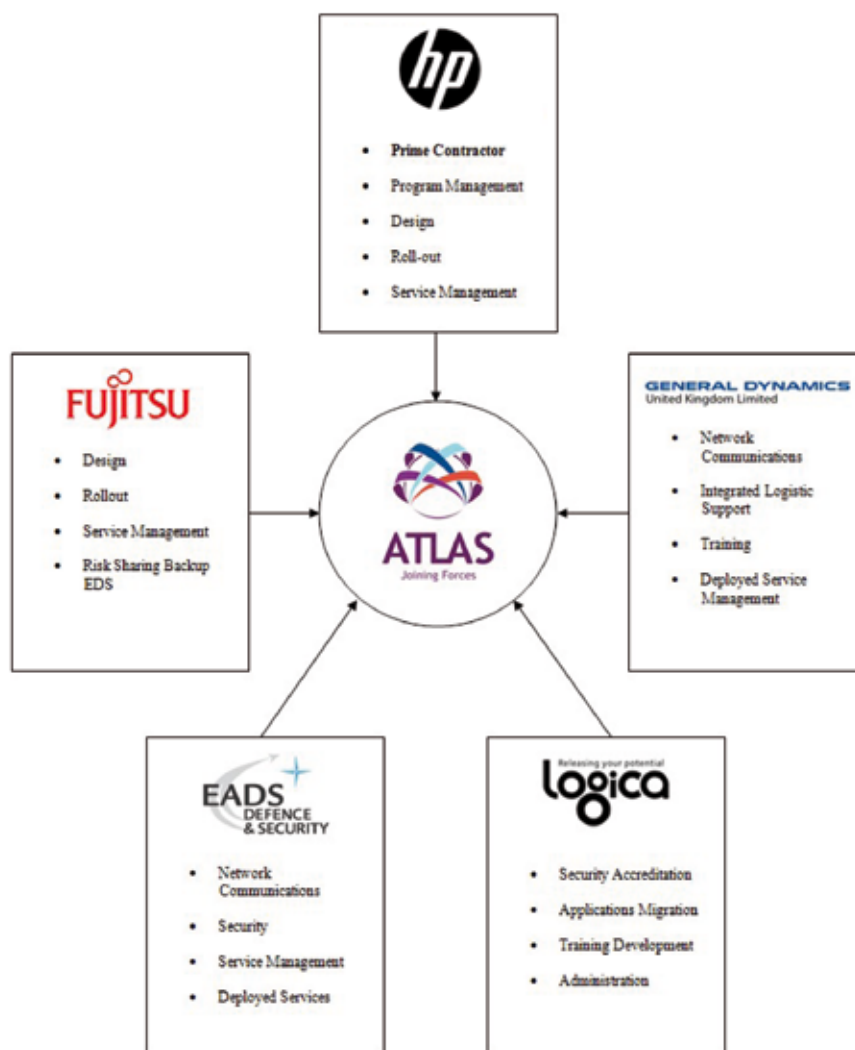 hp
• Prime Contractor
• Program Management
• Design
• Roll-out
• Service Management
FUJITSU
• Design
• Rollout
• Service Management
• Risk Sharing Backup
EDS
GENERAL DYNAMICS
United Kingdom Limited
• Network
Communications
• Integrated Logistic
Support
• Training
• Deployed Service
Management
ATLAS
Joining Forces
EADS
DEFENCE
& SECURITY
• Network
Communications
• Security
• Service Management
• Deployed Services
Releasing your potential
logica
• Security Accreditation
• Applications Migration
• Training Development
• Administration